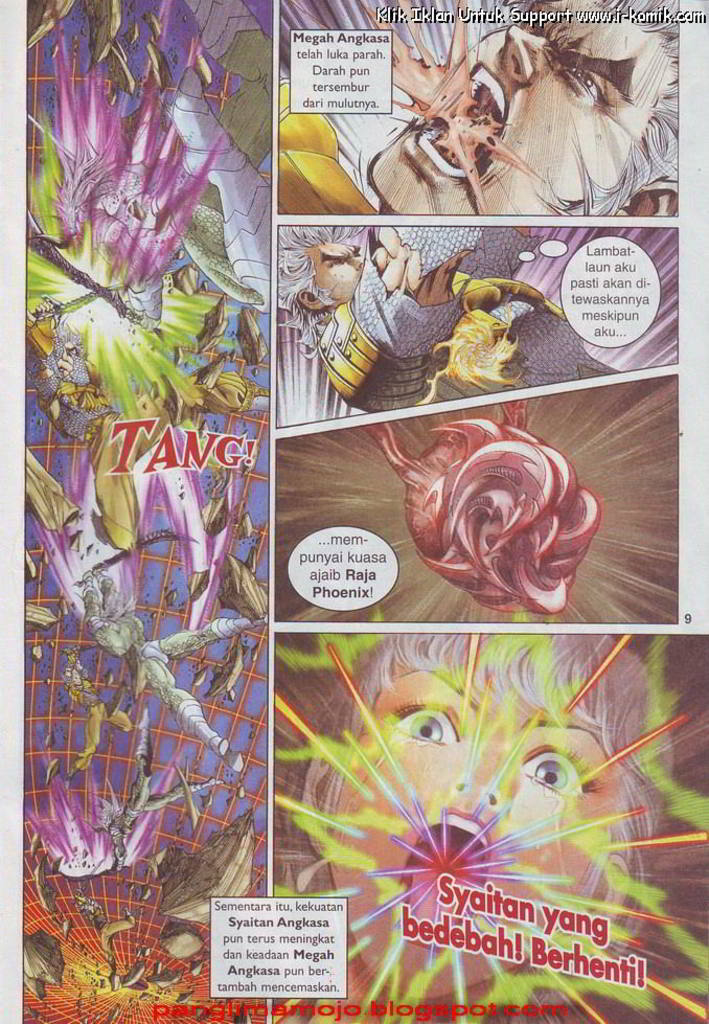 Klik Iklan Untuk Support www.i-komik.com
Megah Angkasa
telah luka parah.
Darah pun
tersembur
dari mulutnya.
Lambat-
laun aku
pasti akan di-
tewaskannya
meskipun
aku...
TANG!
...mem-
punyai kuasa
ajaib Raja
Phoenix!
9
Sementara itu, kekuatan
Syaitan Angkasa
pun terus meningkat
dan keadaan Megah
Angkasa pun ber-
tambah mencemaskan.
Syaitan yang
bedebah! Berhenti!
panglimamojo.blogspot.com